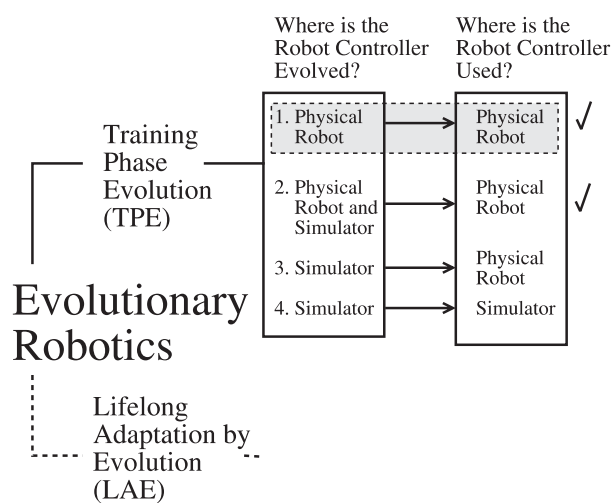 Where is the
Robot Controller
Evolved?
Where is the
Robot Controller
Used?
1. Physical
Robot
Physical
Robot
2. Physical
Robot and
Simulator
Physical
Robot
3. Simulator
Physical
Robot
4. Simulator
Simulator
Training
Phase
Evolution
(TPE)
Evolutionary
Robotics
Lifelong
Adaptation by
Evolution
(LAE)